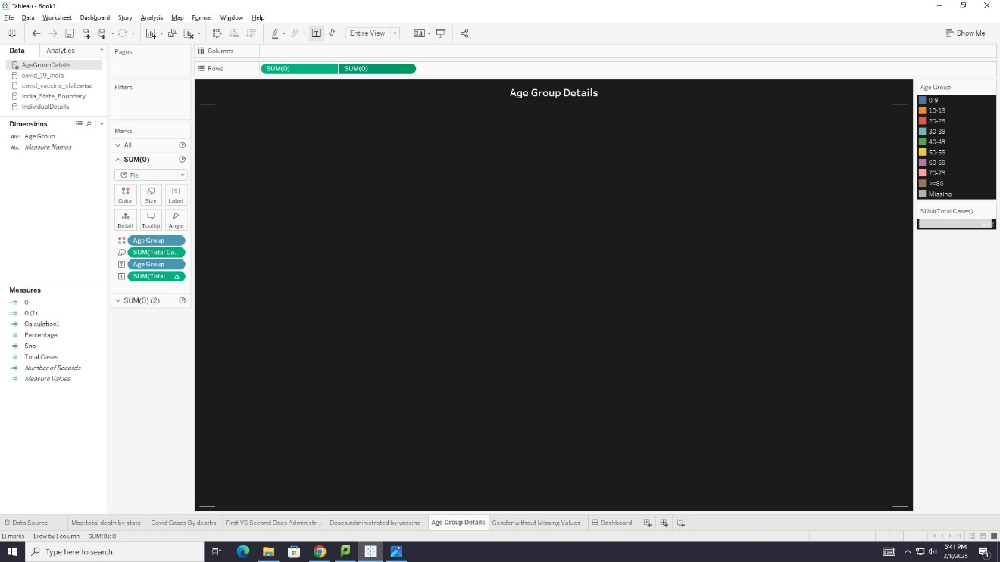 Tableau - Book1
File Data Worksheet Dashboard Story Analysis Map Format Window Help
Entire View
Show Me
Data Analytics
AgeGroupDetails
covid_19_india
covid_vaccine_statewise
India_State_Boundary
IndividualDetails
Dimensions
Abc Age Group
Abc Measure Names
Measures
0
0 (1)
Calculation1
Percentage
Sno
Total Cases
Number of Records
Measure Values
Pages
Filters
Marks
All
SUM(0)
Pie
Color Size Label
Detail Tooltip Angle
Age Group
SUM(Total Ca..
Age Group
SUM(Total ..
SUM(0) (2)
Columns
Rows SUM(0) SUM(0)
Age Group Details
Age Group
0-9
10-19
20-29
30-39
40-49
50-59
60-69
70-79
>=80
Missing
SUM(Total Cases)
692
Data Source Map:total death by state Covid Cases By deaths First VS Second Does Administr... Doses administrated by vaccine Age Group Details Gender without Missing Values Dashboard
11 marks 1 row by 1 column SUM(0): 0
Type here to search
5:41 PM
2/8/2025
3